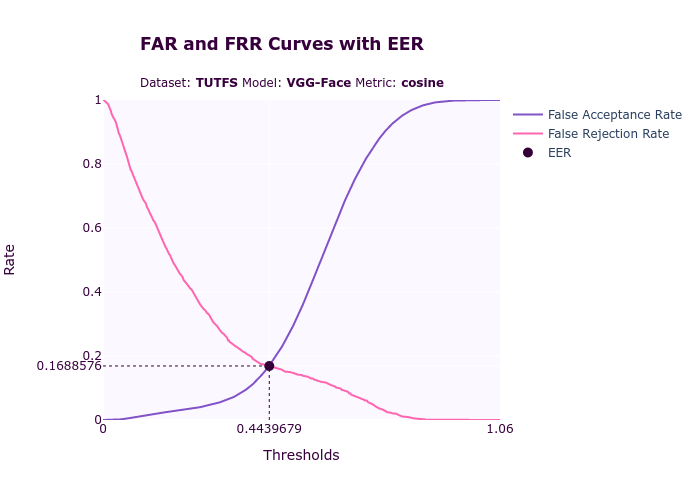 FAR and FRR Curves with EER
Dataset: TUTFS Model: VGG-Face Metric: cosine
False Acceptance Rate
False Rejection Rate
EER
Rate
1
0.8
0.6
0.4
0.2
0.1688576
0
0
0.4439679
1.06
Thresholds